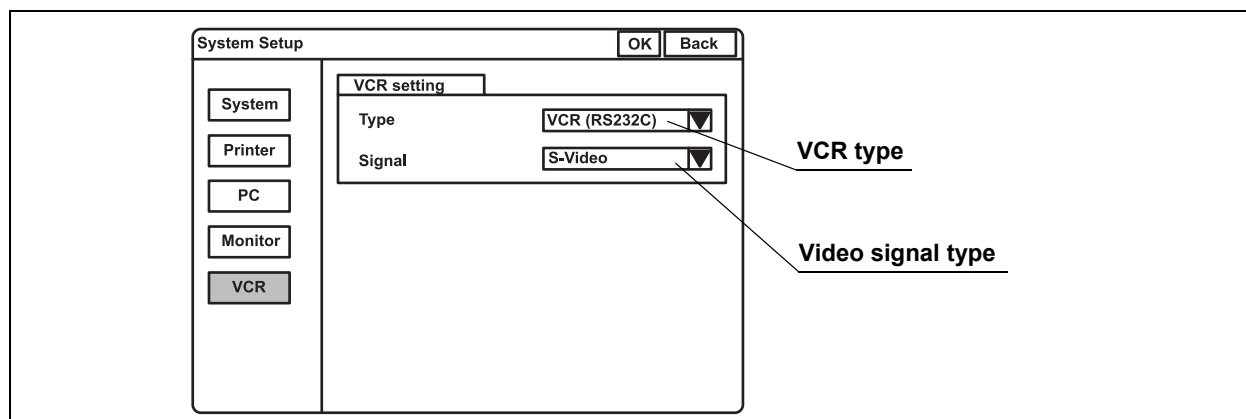 System Setup OK Back
System
Printer
PC
Monitor
VCR
VCR setting
Type VCR (RS232C)
Signal S-Video
VCR type
Video signal type